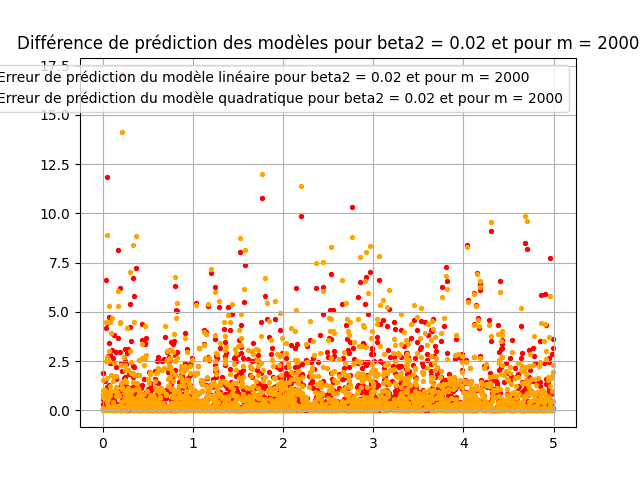 Différence de prédiction des modèles pour beta2 = 0.02 et pour m = 2000
17.5
Erreur de prédiction du modèle linéaire pour beta2 = 0.02 et pour m = 2000
Erreur de prédiction du modèle quadratique pour beta2 = 0.02 et pour m = 2000
15.0
12.5
10.0
7.5
5.0
2.5
0.0
0 1 2 3 4 5